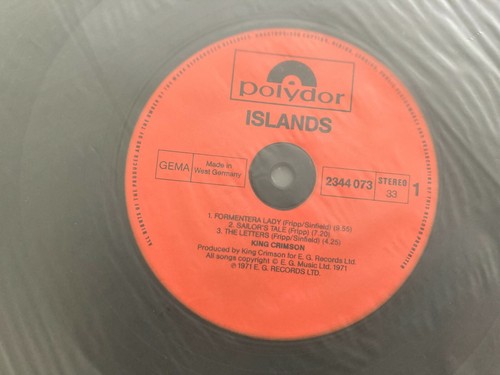 polydor
ISLANDS
GEMA
Made in
West Germany
2344 073
STEREO
33
1
1. FORMENTERA LADY (Fripp/Sinfield) (9.55)
2. SAILOR'S TALE (Fripp) (7.20)
3. THE LETTERS (Fripp/Sinfield) (4.25)
KING CRIMSON
Produced by King Crimson for E. G. Records Ltd.
All songs copyright © E. G. Music Ltd. 1971
℗ 1971 E. G. RECORDS LTD.